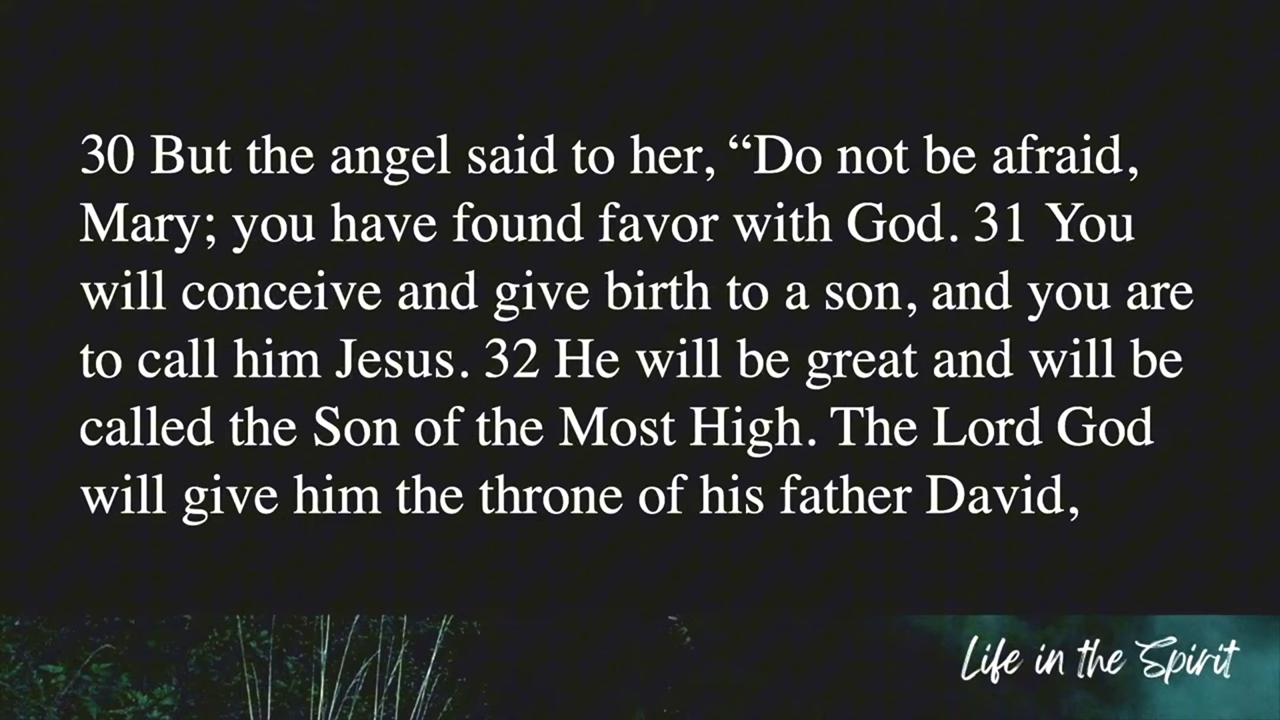 30 But the angel said to her, “Do not be afraid,
Mary; you have found favor with God. 31 You
will conceive and give birth to a son, and you are
to call him Jesus. 32 He will be great and will be
called the Son of the Most High. The Lord God
will give him the throne of his father David,
Life in the Spirit